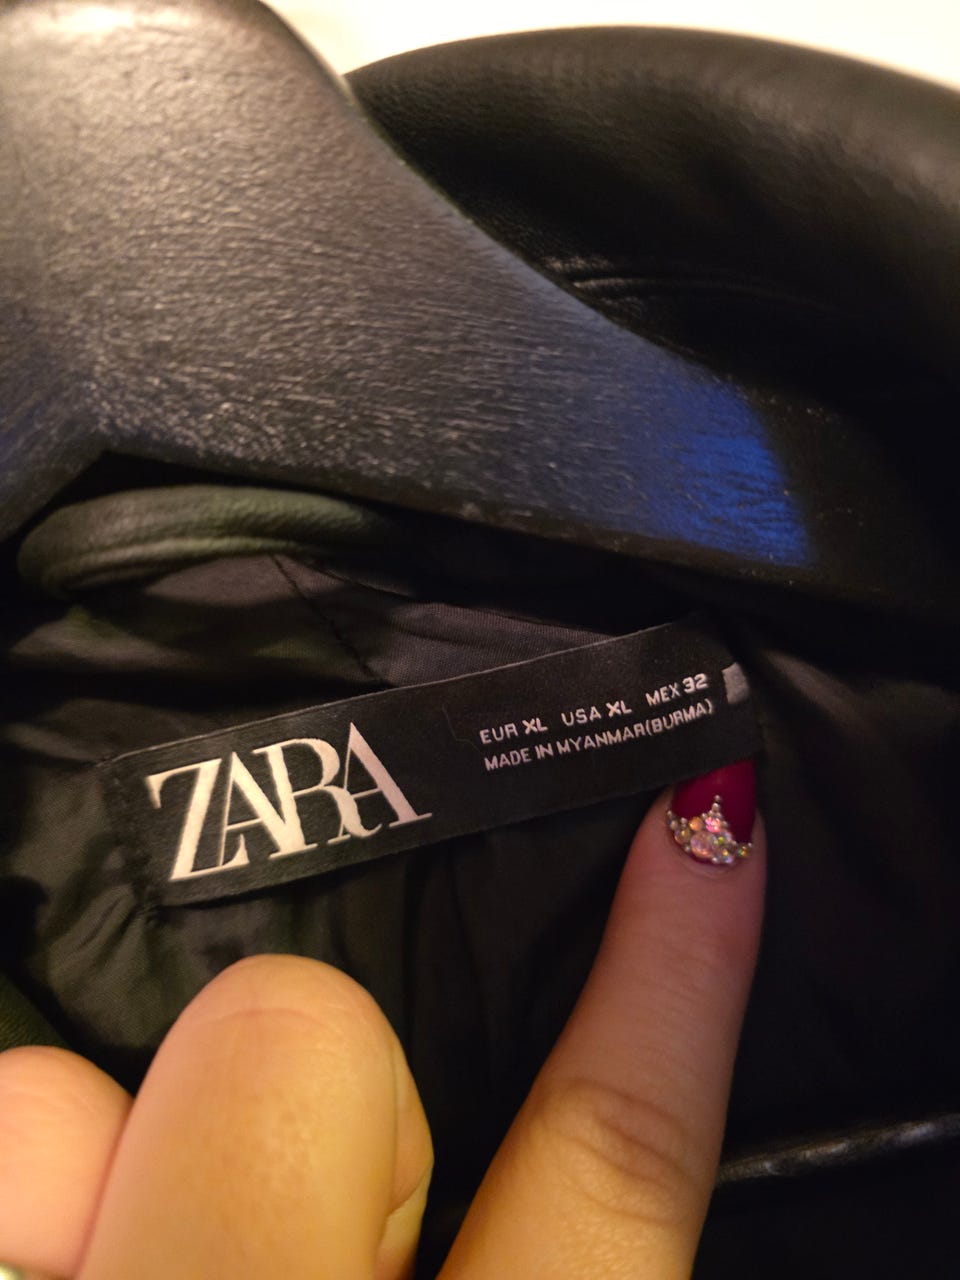 ZARA
EUR XL USA XL MEX 32
MADE IN MYANMAR(BURMA)